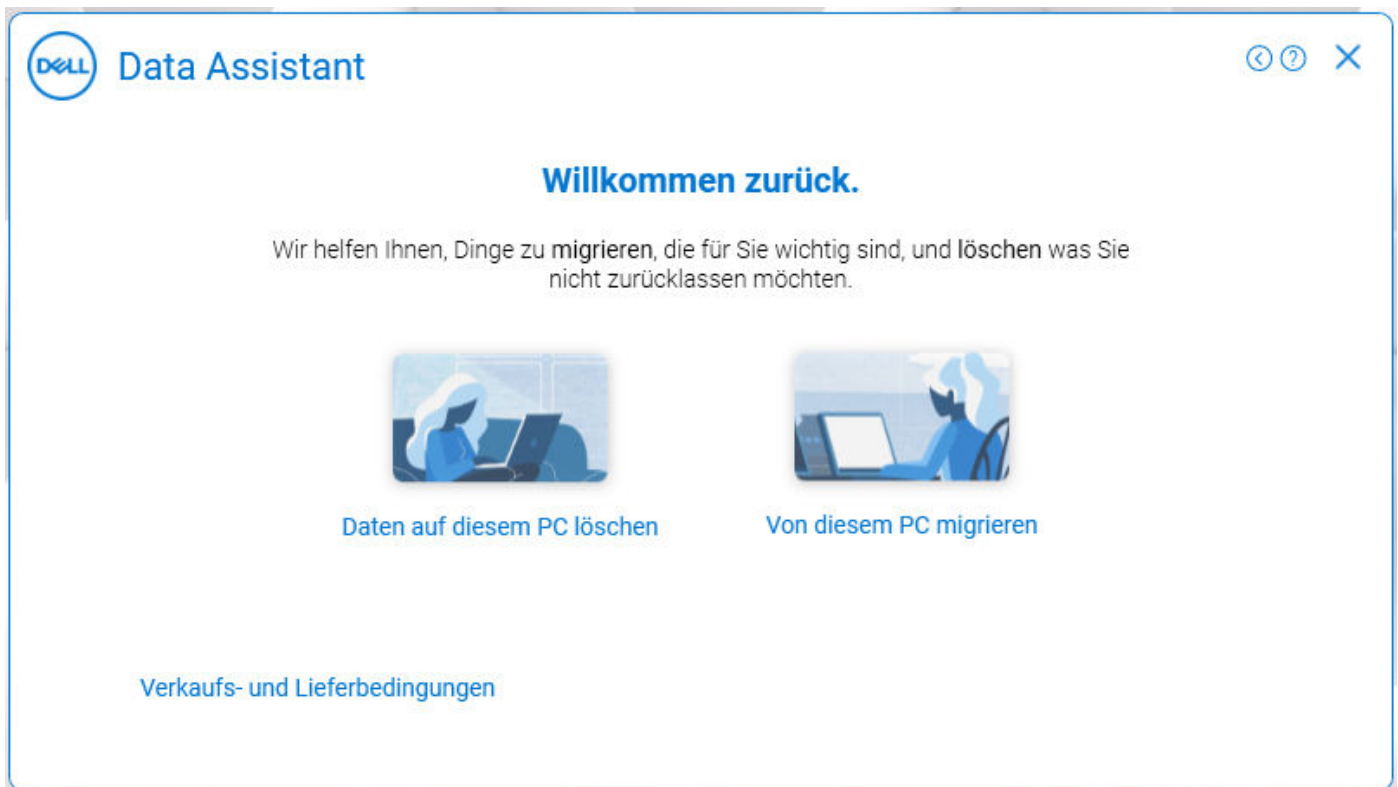 DELL Data Assistant
Willkommen zurück.
Wir helfen Ihnen, Dinge zu migrieren, die für Sie wichtig sind, und löschen was Sie
nicht zurücklassen möchten.
Daten auf diesem PC löschen
Von diesem PC migrieren
Verkaufs- und Lieferbedingungen